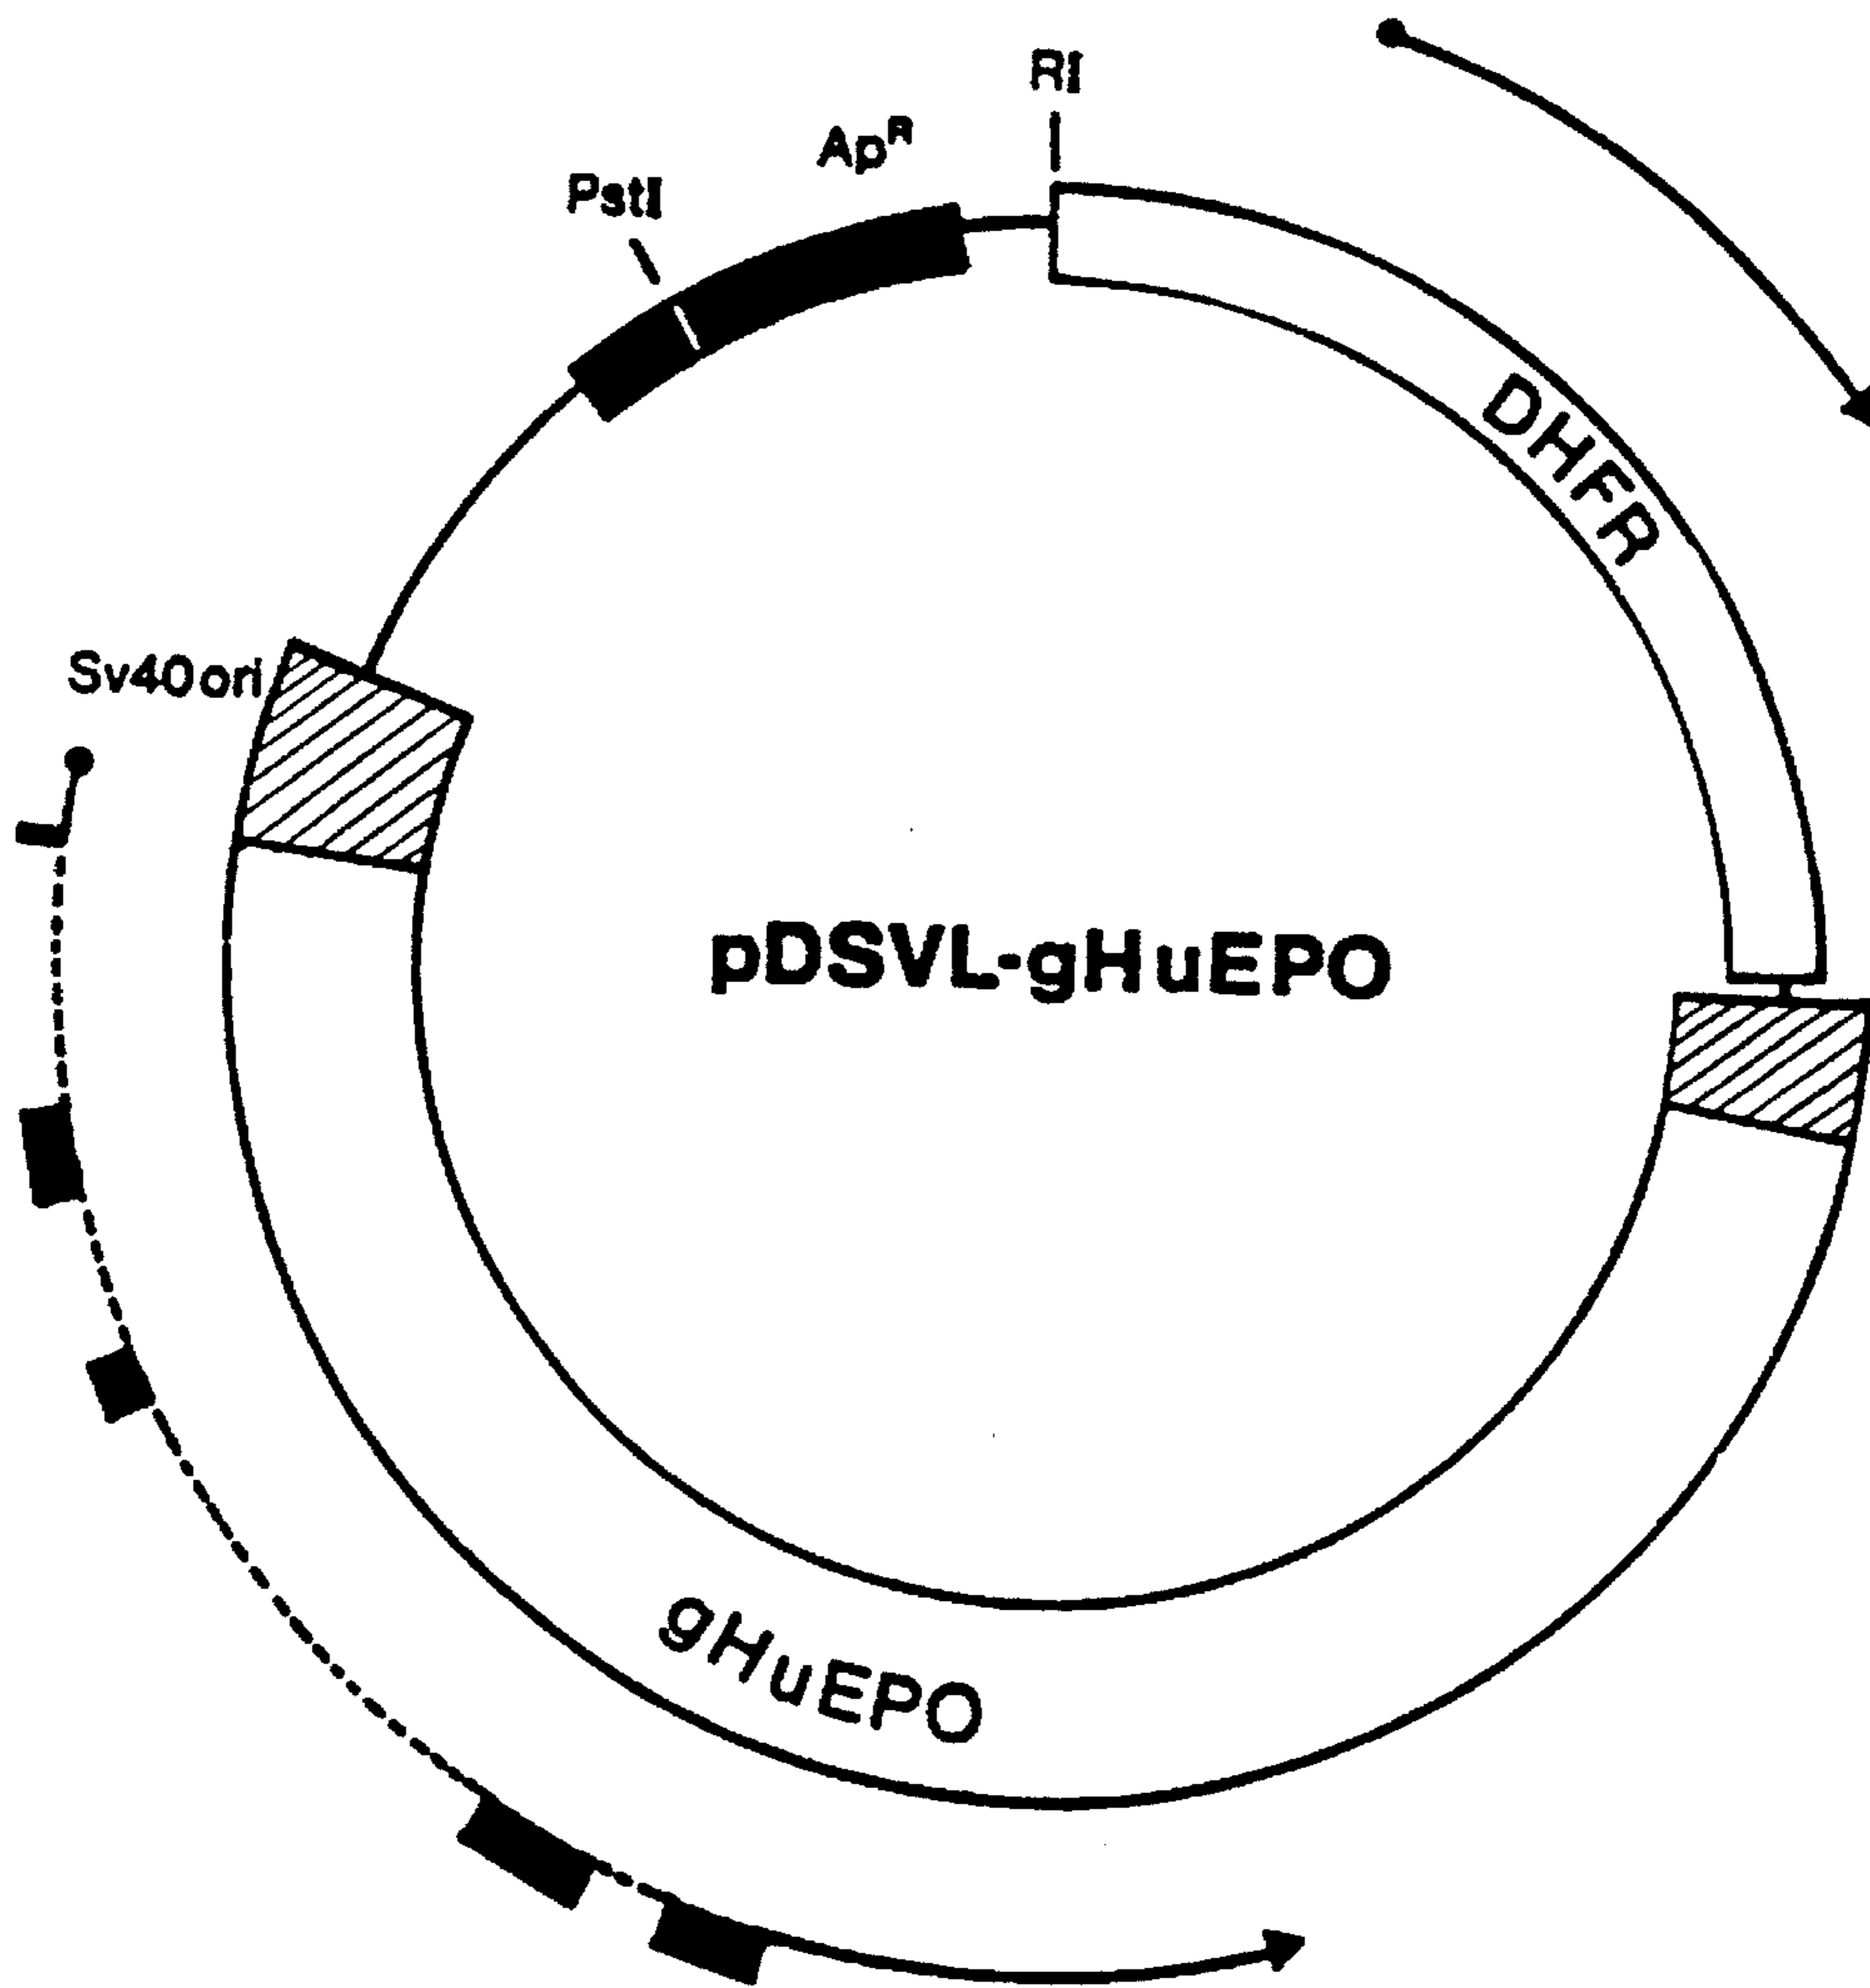 RI
Ap^R
PstI
DHFR
Sv40ori
pDSVL-gHuEPO
gHuEPO